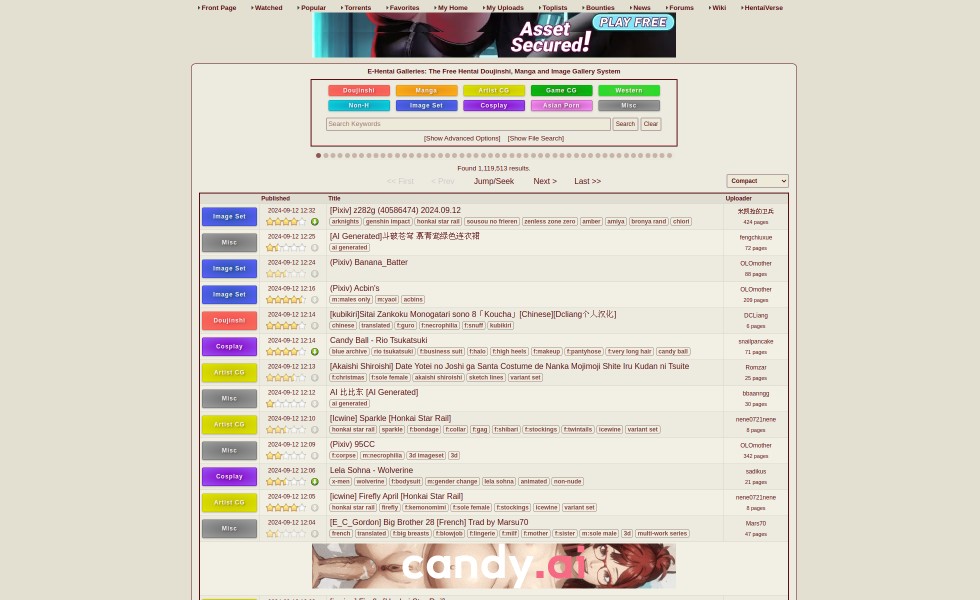 Front Page Watched Popular Torrents Favorites My Home My Uploads Toplists Bounties News Forums Wiki HentaiVerse
PLAY FREE
Asset
Secured!
E-Hentai Galleries: The Free Hentai Doujinshi, Manga and Image Gallery System
Doujinshi Manga Artist CG Game CG Western
Non-H Image Set Cosplay Asian Porn Misc
Search Keywords Search Clear
[Show Advanced Options] [Show File Search]
Found 1,119,513 results.
<< First < Prev Jump/Seek Next > Last >> Compact
Published Title Uploader
Image Set 2024-09-12 12:32 [Pixiv] z282g (40586474) 2024.09.12
arknights genshin impact honkai star rail sousou no frieren zenless zone zero amber amiya bronya rand chiori 424 pages
Misc 2024-09-12 12:25 [AI Generated]斗破苍穹 绿色连衣裙 fengchiuxue
ai generated 72 pages
Image Set 2024-09-12 12:24 (Pixiv) Banana_Batter OLOmother
88 pages
Image Set 2024-09-12 12:16 (Pixiv) Acbin's OLOmother
m:males only m:yaoi acbins 209 pages
Doujinshi 2024-09-12 12:14 [kubikiri]Sitai Zankoku Monogatari sono 8「Koucha」[Chinese][Dcliang个人汉化] DCLiang
chinese translated f:guro f:necrophilia f:snuff kubikiri 6 pages
Cosplay 2024-09-12 12:14 Candy Ball - Rio Tsukatsuki snailpancake
blue archive rio tsukatsuki f:business suit f:halo f:high heels f:makeup f:pantyhose f:very long hair candy ball 71 pages
Artist CG 2024-09-12 12:13 [Akaishi Shiroishi] Date Yotei no Joshi ga Santa Costume de Nanka Mojimoji Shite Iru Kudan ni Tsuite Romzar
f:christmas f:sole female akaishi shiroishi sketch lines variant set 25 pages
Misc 2024-09-12 12:12 AI 比比东 [AI Generated] bbaanngg
ai generated 30 pages
Artist CG 2024-09-12 12:10 [Icwine] Sparkle [Honkai Star Rail] nene0721nene
honkai star rail sparkle f:bondage f:collar f:gag f:shibari f:stockings f:twintails icewine variant set 8 pages
Misc 2024-09-12 12:09 (Pixiv) 95CC OLOmother
f:corpse m:necrophilia 3d imageset 3d 342 pages
Cosplay 2024-09-12 12:06 Lela Sohna - Wolverine sadikus
x-men wolverine f:bodysuit m:gender change lela sohna animated non-nude 21 pages
Artist CG 2024-09-12 12:05 [icwine] Firefly April [Honkai Star Rail] nene0721nene
honkai star rail firefly f:kemonomimi f:sole female f:stockings icewine variant set 8 pages
Misc 2024-09-12 12:04 [E_C_Gordon] Big Brother 28 [French] Trad by Marsu70 Mars70
french translated f:big breasts f:blowjob f:lingerie f:milf f:mother f:sister m:sole male 3d multi-work series 47 pages
candy.ai